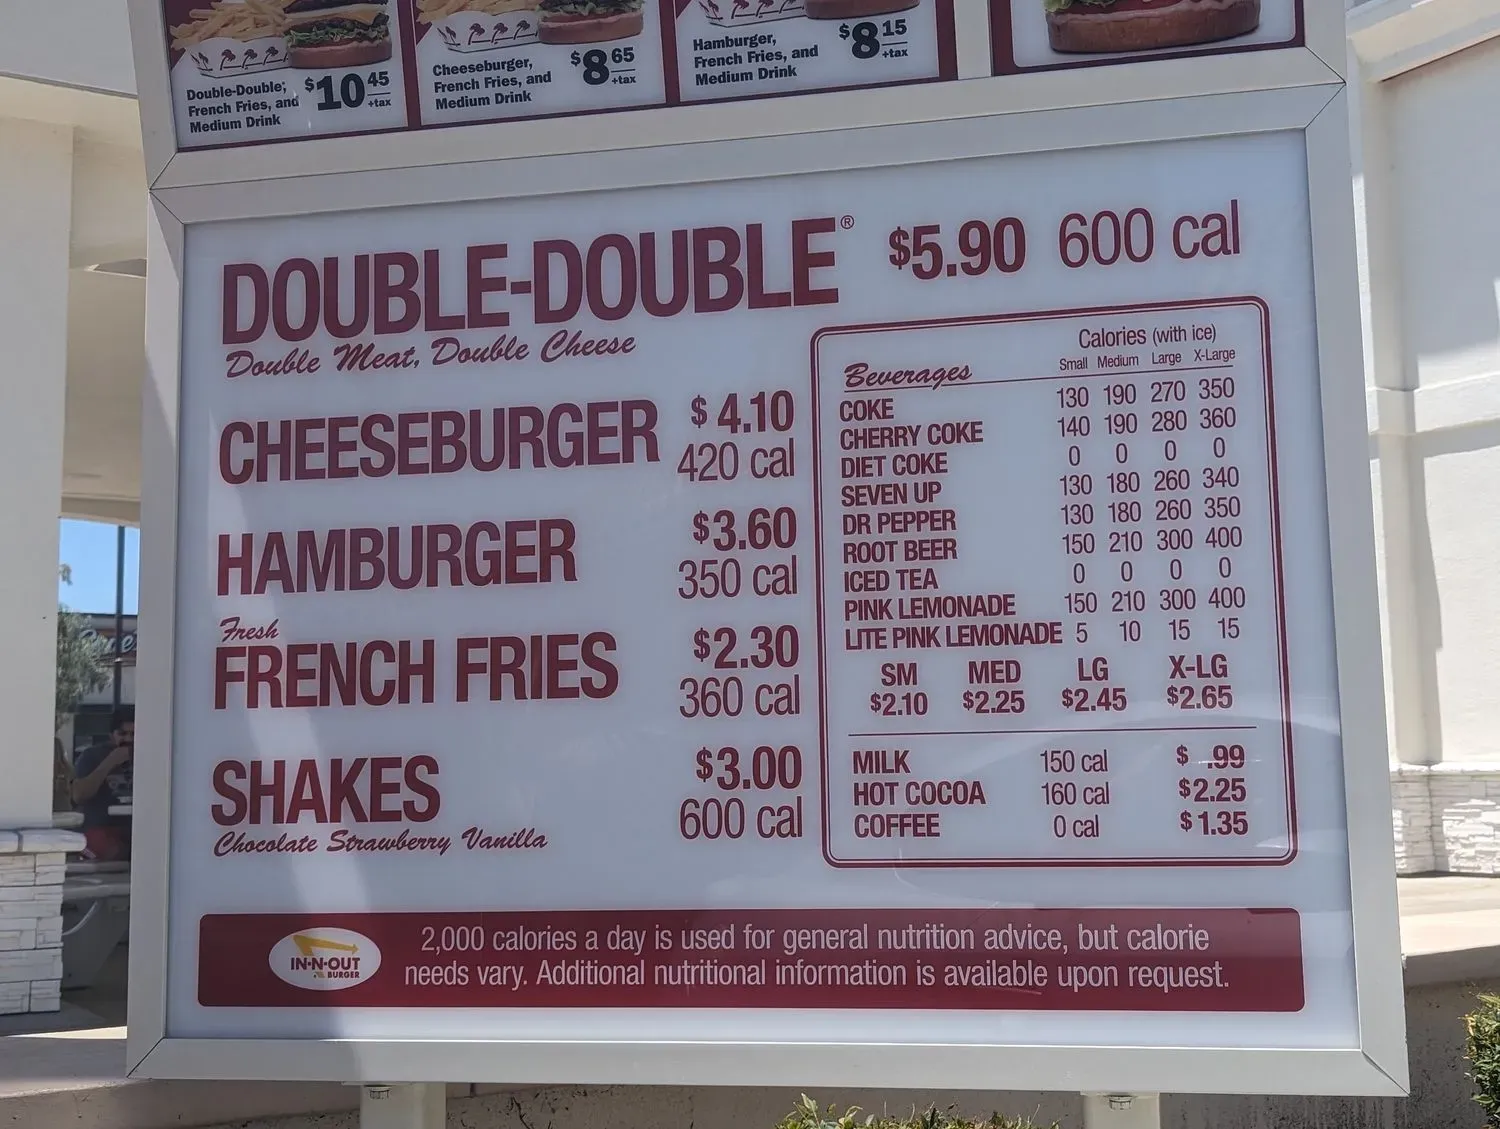 Double-Double, French Fries, and Medium Drink $10 45 +tax
Cheeseburger, French Fries, and Medium Drink $8 65 +tax
Hamburger, French Fries, and Medium Drink $8 15 +tax
DOUBLE-DOUBLE® $5.90 600 cal
Double Meat, Double Cheese
CHEESEBURGER $4.10
420 cal
HAMBURGER $3.60
350 cal
Fresh
FRENCH FRIES $2.30
360 cal
SHAKES $3.00
600 cal
Chocolate Strawberry Vanilla
Calories (with ice)
Beverages Small Medium Large X-Large
COKE 130 190 270 350
CHERRY COKE 140 190 280 360
DIET COKE 0 0 0 0
SEVEN UP 130 180 260 340
DR PEPPER 130 180 260 350
ROOT BEER 150 210 300 400
ICED TEA 0 0 0 0
PINK LEMONADE 150 210 300 400
LITE PINK LEMONADE 5 10 15 15
SM MED LG X-LG
$2.10 $2.25 $2.45 $2.65
MILK 150 cal $ .99
HOT COCOA 160 cal $2.25
COFFEE 0 cal $1.35
IN-N-OUT
BURGER
2,000 calories a day is used for general nutrition advice, but calorie
needs vary. Additional nutritional information is available upon request.